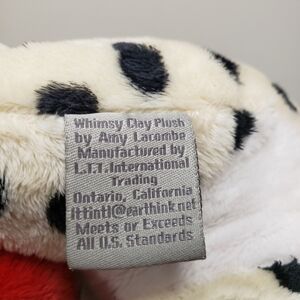 Whimsy Clay Plush
by Amy Lacombe
Manufactured by
L.T.T. International
Trading
Ontario, California
lttintl@earthink.net
Meets or Exceeds
All U.S. Standards